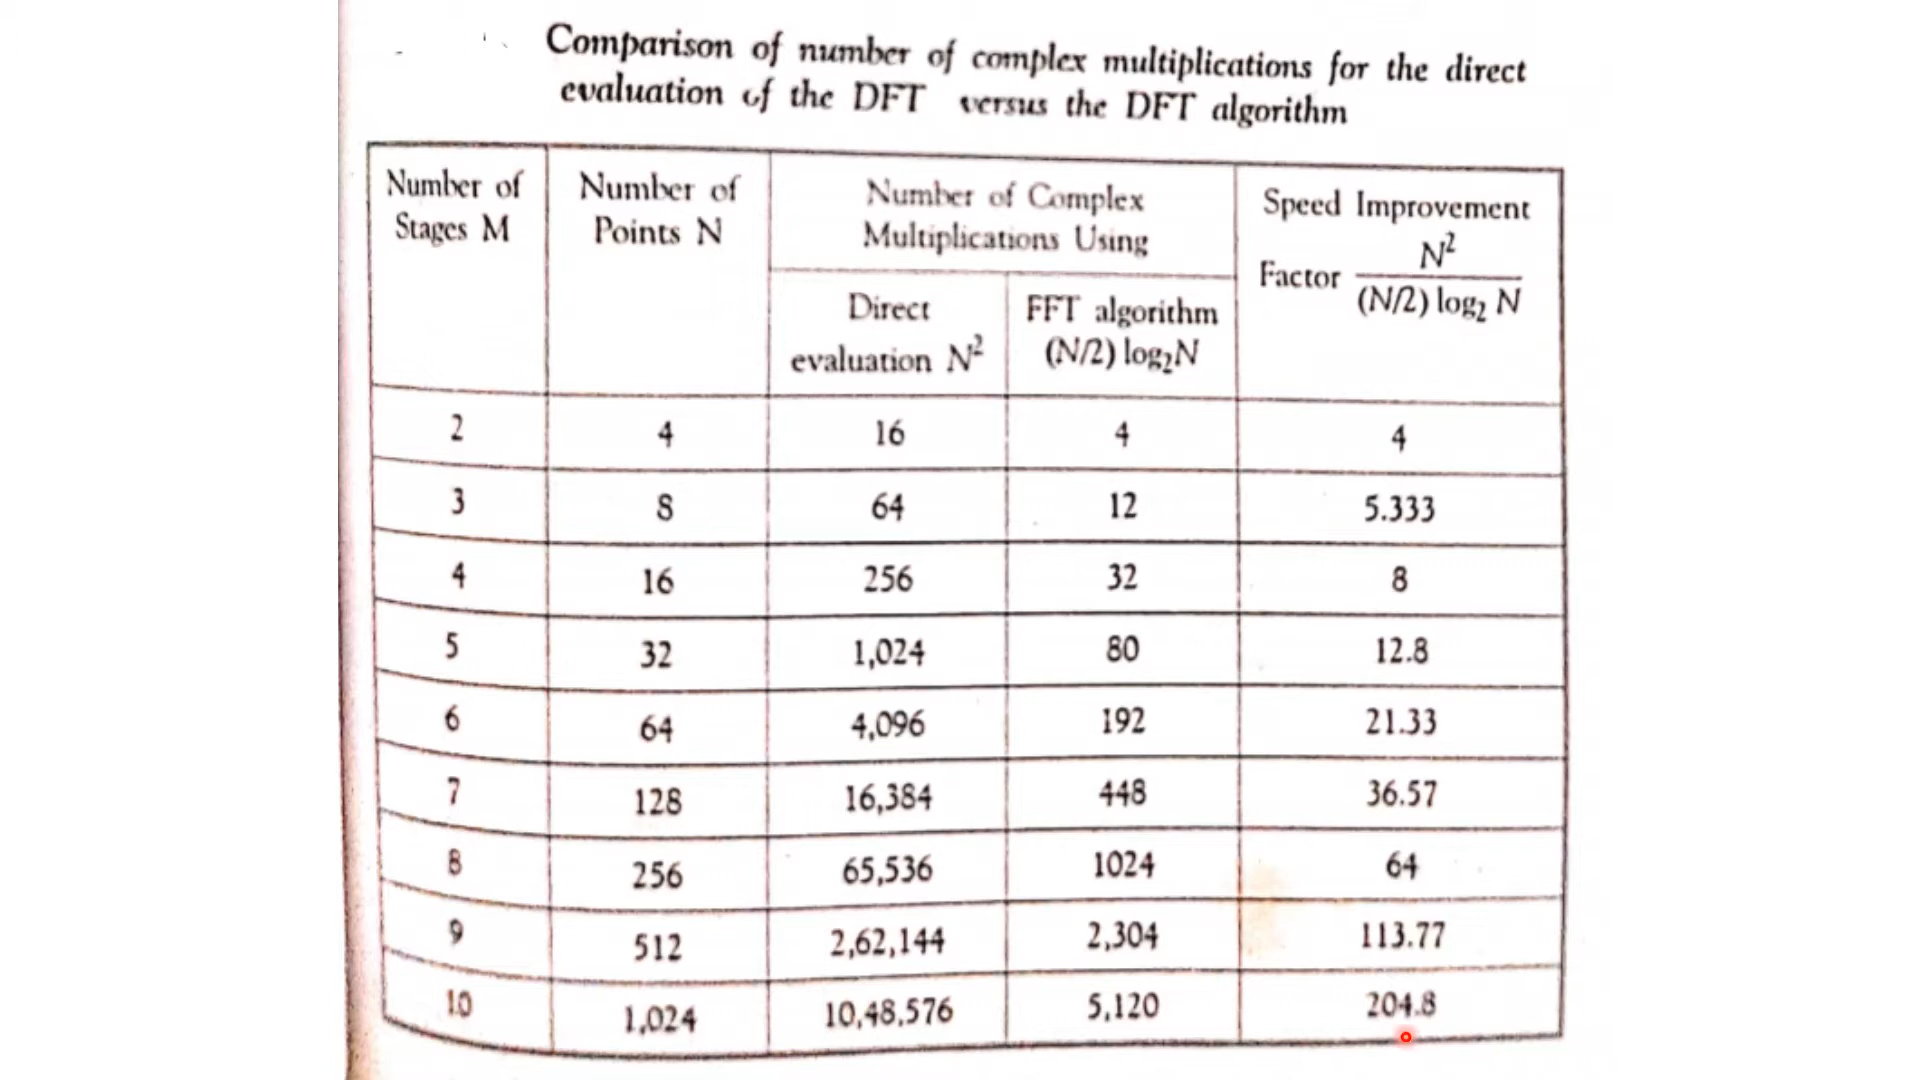 Comparison of number of complex multiplications for the direct
evaluation of the DFT versus the DFT algorithm
Number of
Stages M
Number of
Points N
Number of Complex
Multiplications Using
Direct
evaluation N²
FFT algorithm
(N/2) log₂N
Speed Improvement
Factor N² / (N/2) log₂ N
2 4 16 4 4
3 8 64 12 5.333
4 16 256 32 8
5 32 1,024 80 12.8
6 64 4,096 192 21.33
7 128 16,384 448 36.57
8 256 65,536 1024 64
9 512 2,62,144 2,304 113.77
10 1,024 10,48,576 5,120 204.8